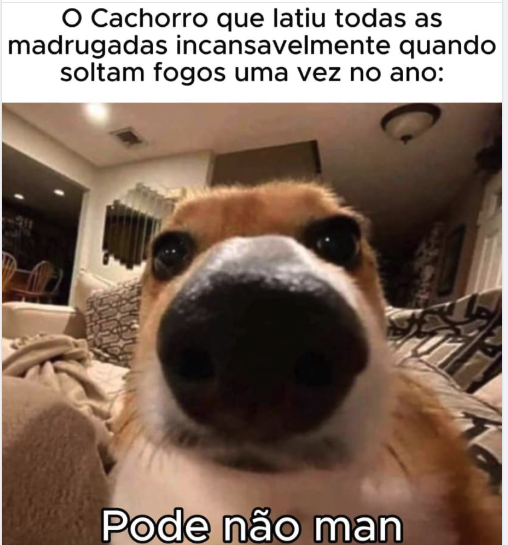 O Cachorro que latiu todas as
madrugadas incansavelmente quando
soltam fogos uma vez no ano:
Pode não man